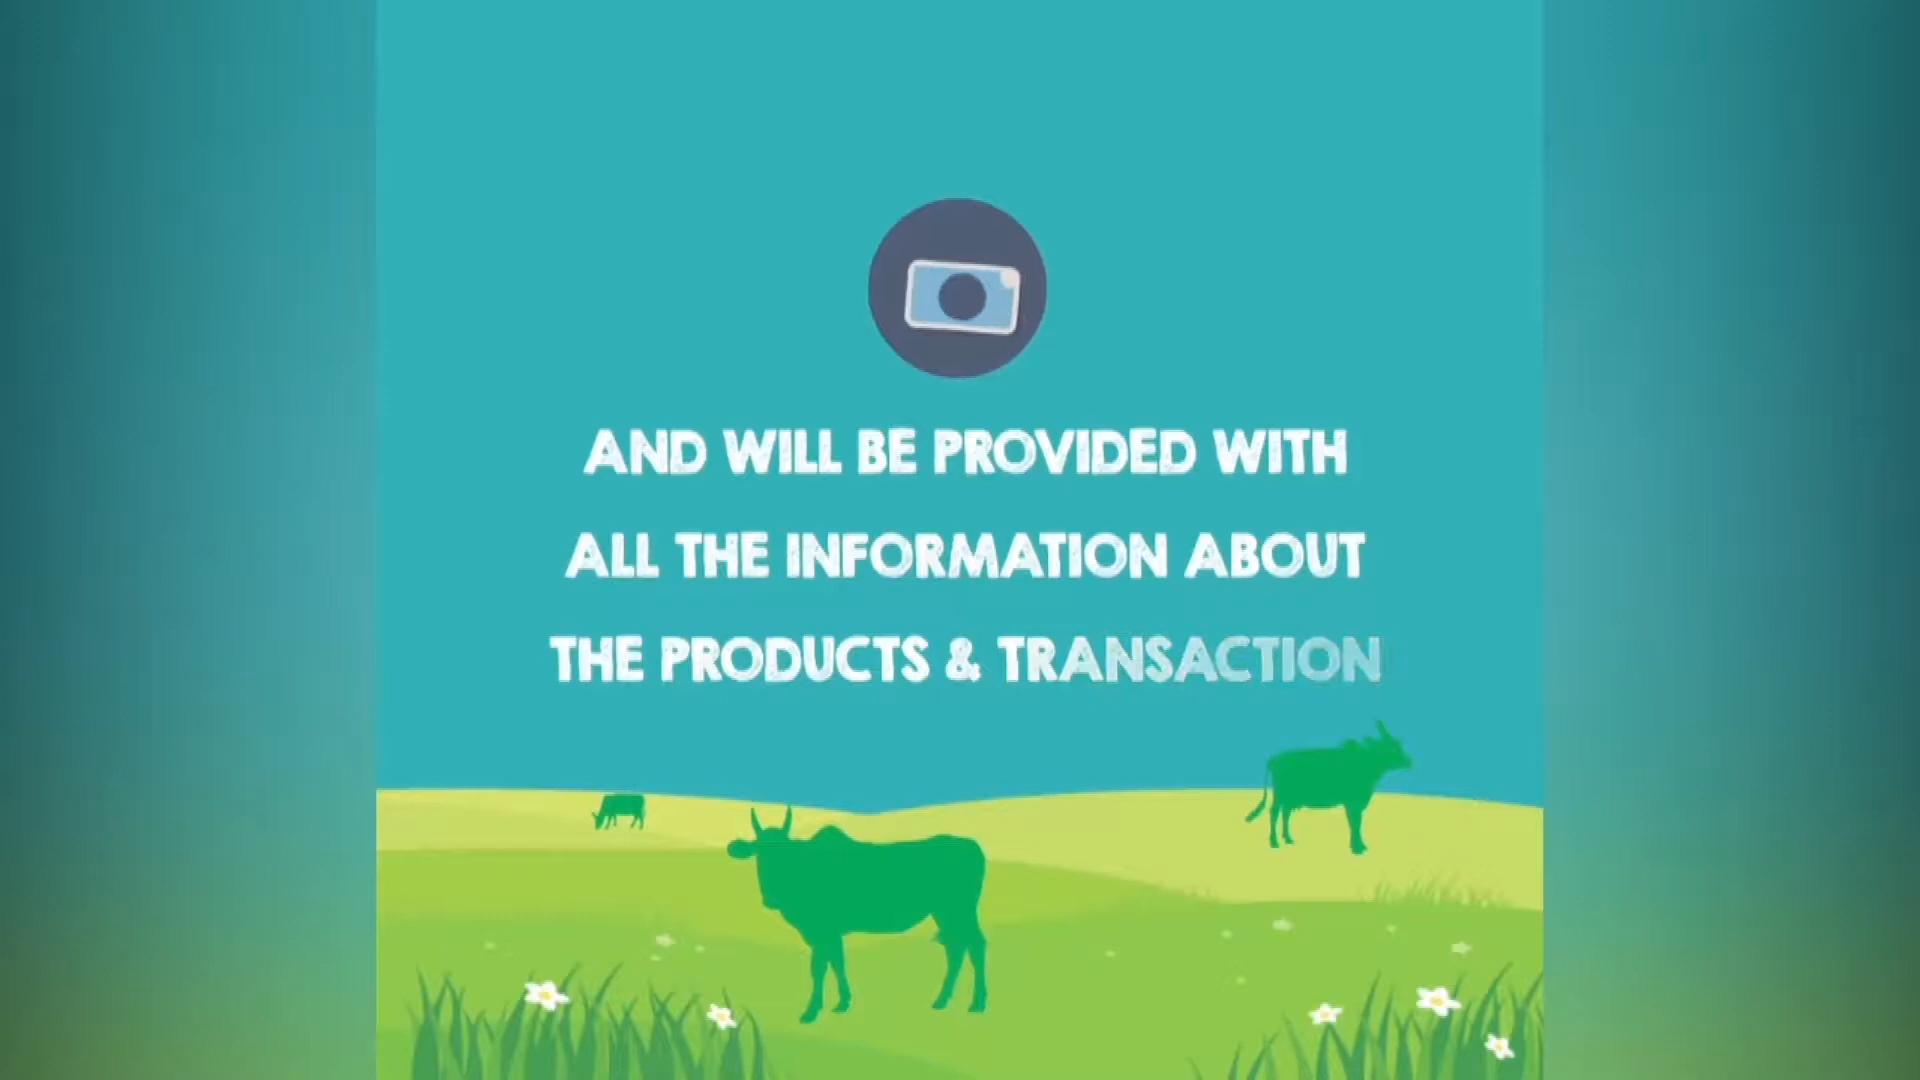 AND WILL BE PROVIDED WITH
ALL THE INFORMATION ABOUT
THE PRODUCTS & TRANSACTION